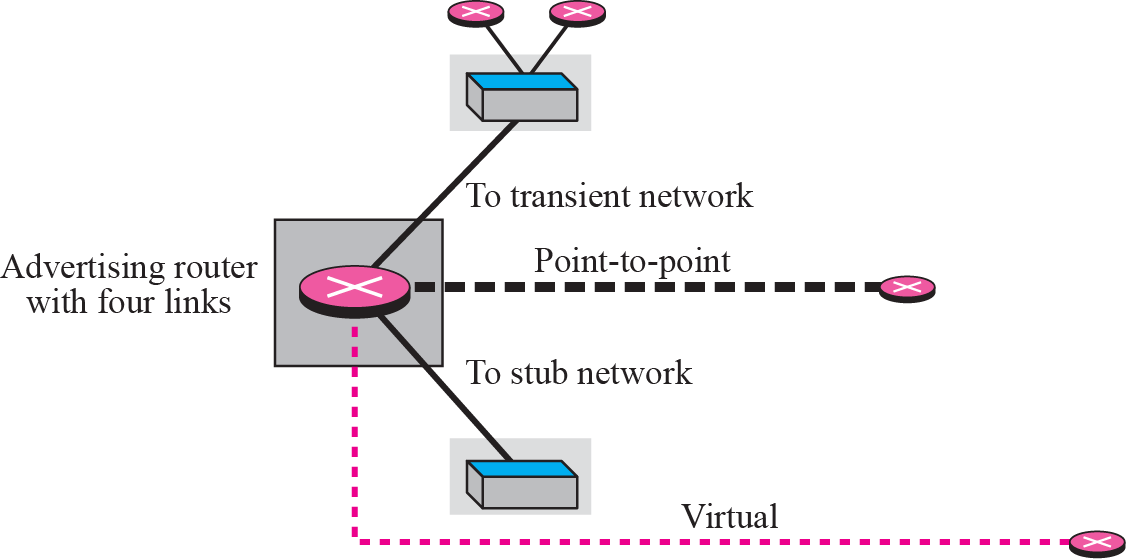 To transient network
Advertising router
with four links
Point-to-point
To stub network
Virtual